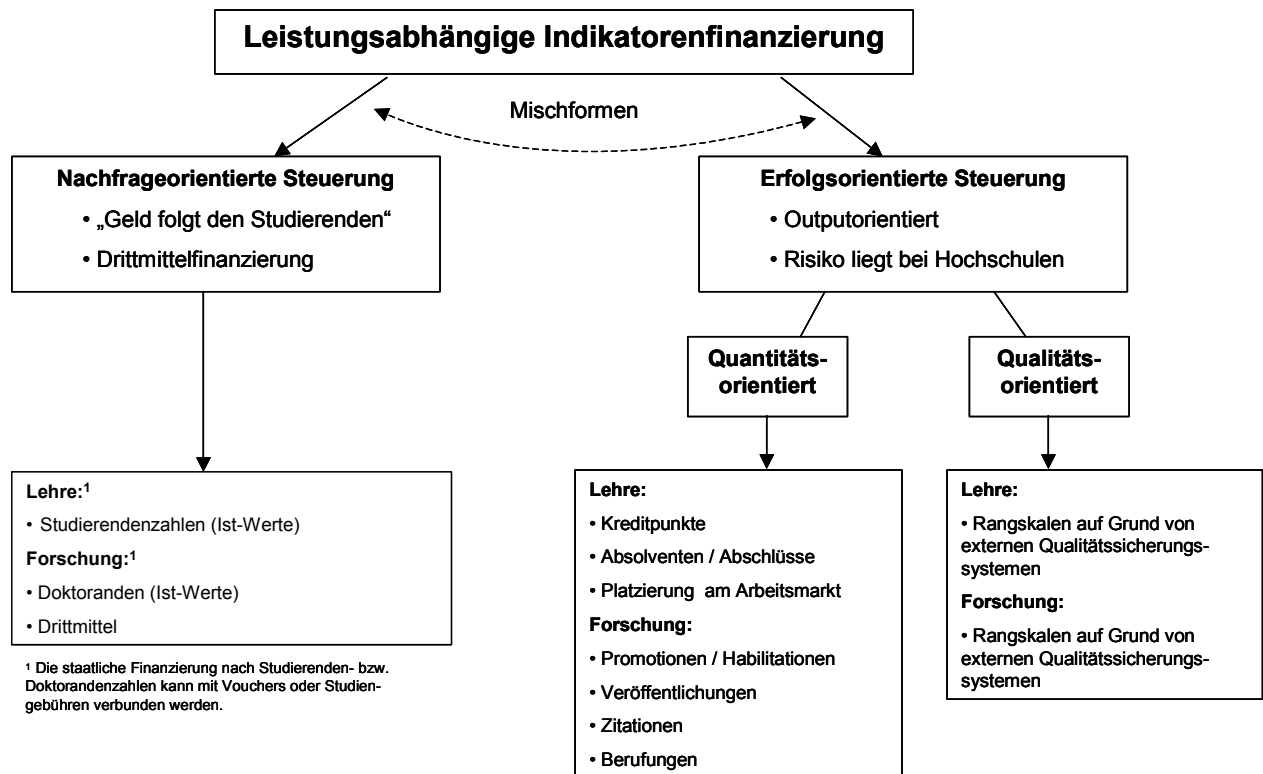 Leistungsabhängige Indikatorenfinanzierung
Mischformen
Nachfrageorientierte Steuerung
• „Geld folgt den Studierenden“
• Drittmittelfinanzierung
Erfolgsorientierte Steuerung
• Outputorientiert
• Risiko liegt bei Hochschulen
Quantitäts-
orientiert
Qualitäts-
orientiert
Lehre:¹
• Studierendenzahlen (Ist-Werte)
Forschung:¹
• Doktoranden (Ist-Werte)
• Drittmittel
¹ Die staatliche Finanzierung nach Studierenden- bzw.
Doktorandenzahlen kann mit Vouchers oder Studien-
gebühren verbunden werden.
Lehre:
• Kreditpunkte
• Absolventen / Abschlüsse
• Platzierung am Arbeitsmarkt
Forschung:
• Promotionen / Habilitationen
• Veröffentlichungen
• Zitationen
• Berufungen
Lehre:
• Rangskalen auf Grund von
externen Qualitätssicherungs-
systemen
Forschung:
• Rangskalen auf Grund von
externen Qualitätssicherungs-
systemen